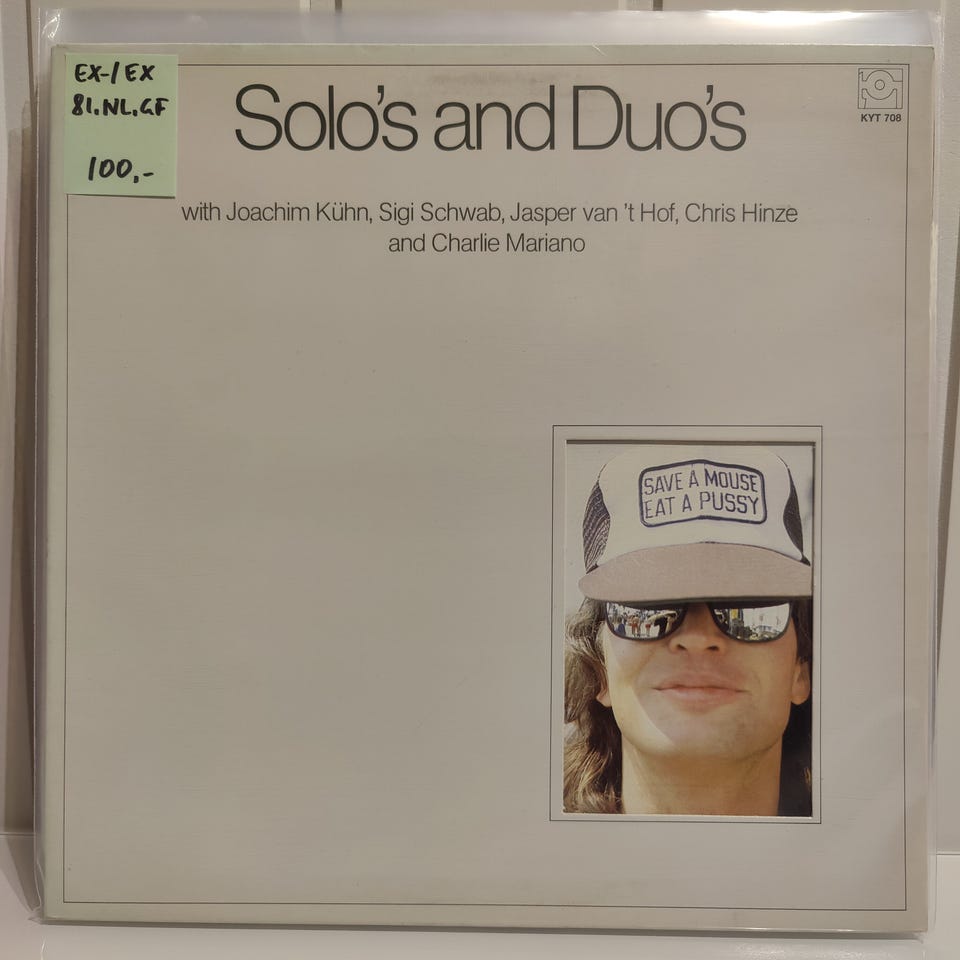 EX-/EX
81.NL.GF
100,-
Solo's and Duo's
KYT 708
with Joachim Kühn, Sigi Schwab, Jasper van 't Hof, Chris Hinze
and Charlie Mariano
SAVE A MOUSE
EAT A PUSSY